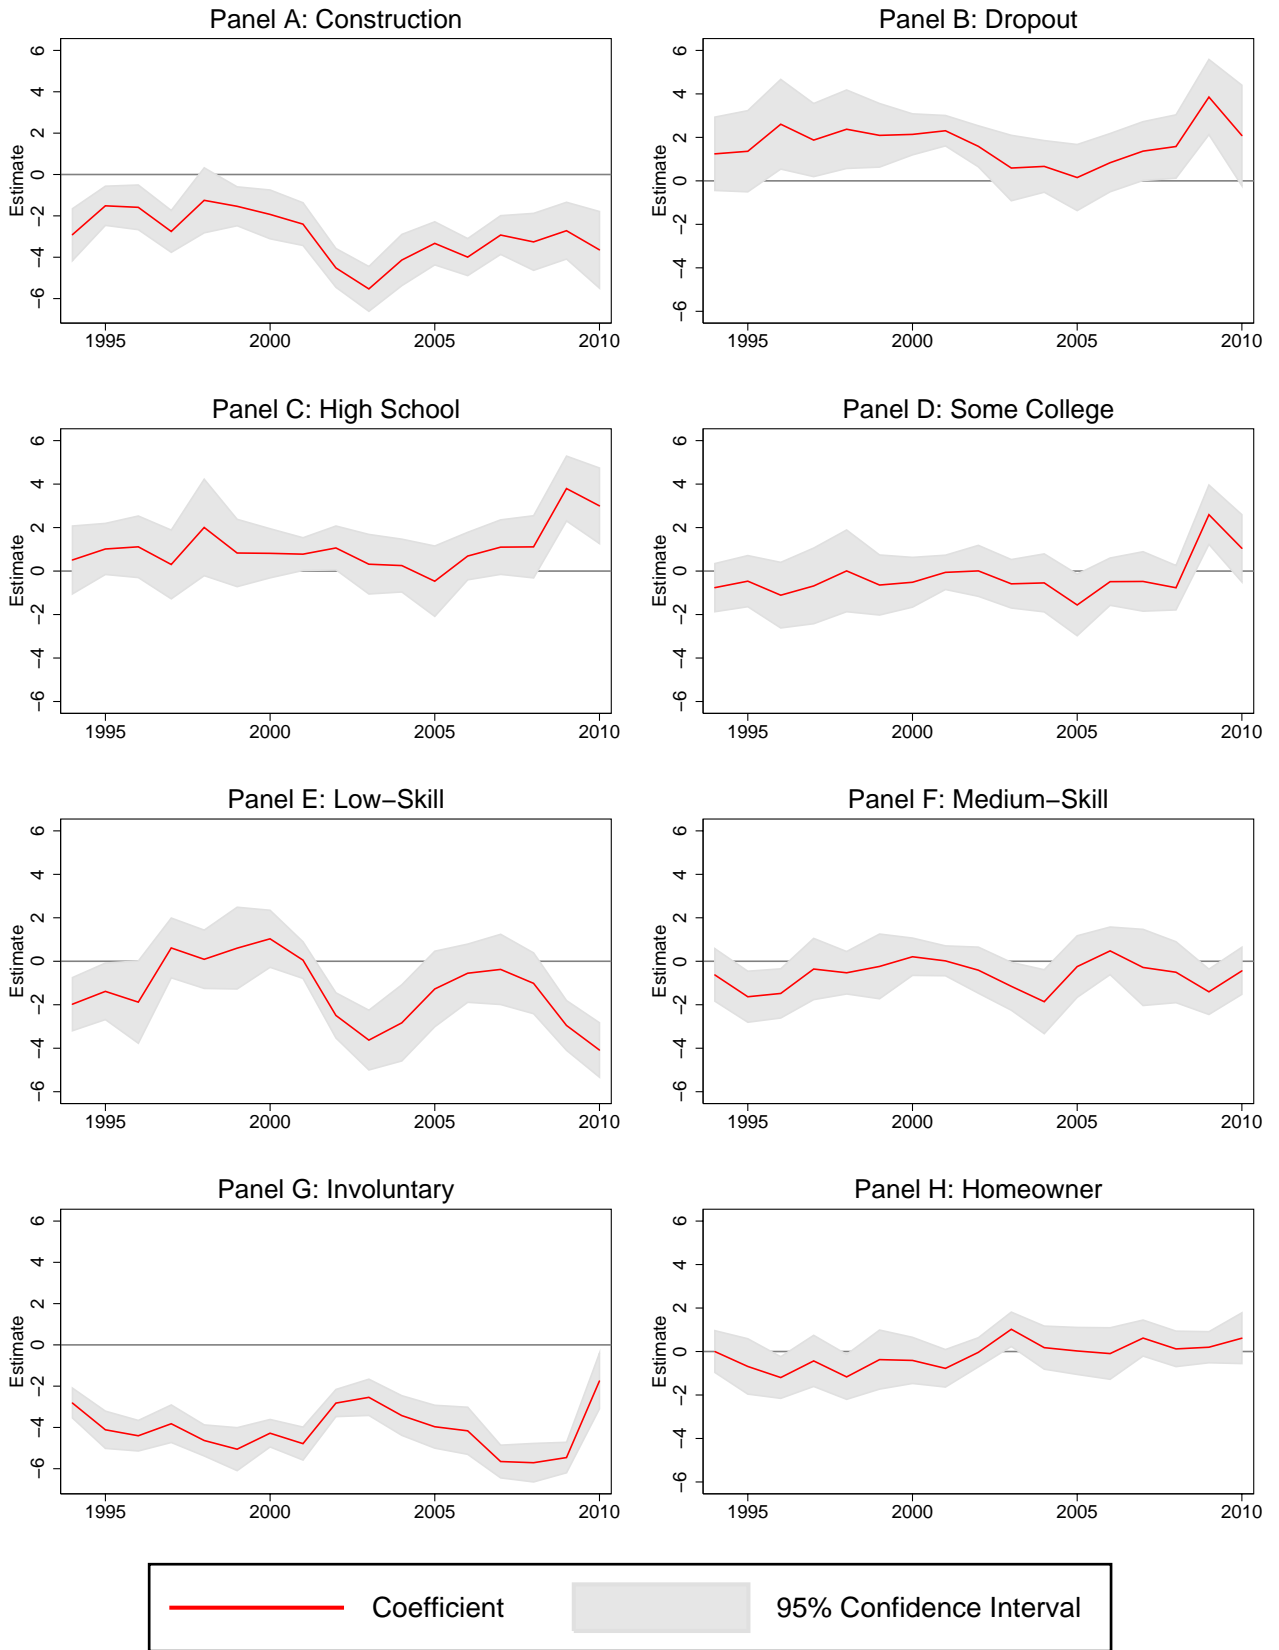 Panel A: Construction
Estimate
6
4
2
0
−2
−4
−6
1995 2000 2005 2010
Panel B: Dropout
Estimate
6
4
2
0
−2
−4
−6
1995 2000 2005 2010
Panel C: High School
Estimate
6
4
2
0
−2
−4
−6
1995 2000 2005 2010
Panel D: Some College
Estimate
6
4
2
0
−2
−4
−6
1995 2000 2005 2010
Panel E: Low−Skill
Estimate
6
4
2
0
−2
−4
−6
1995 2000 2005 2010
Panel F: Medium−Skill
Estimate
6
4
2
0
−2
−4
−6
1995 2000 2005 2010
Panel G: Involuntary
Estimate
6
4
2
0
−2
−4
−6
1995 2000 2005 2010
Panel H: Homeowner
Estimate
6
4
2
0
−2
−4
−6
1995 2000 2005 2010
Coefficient 95% Confidence Interval